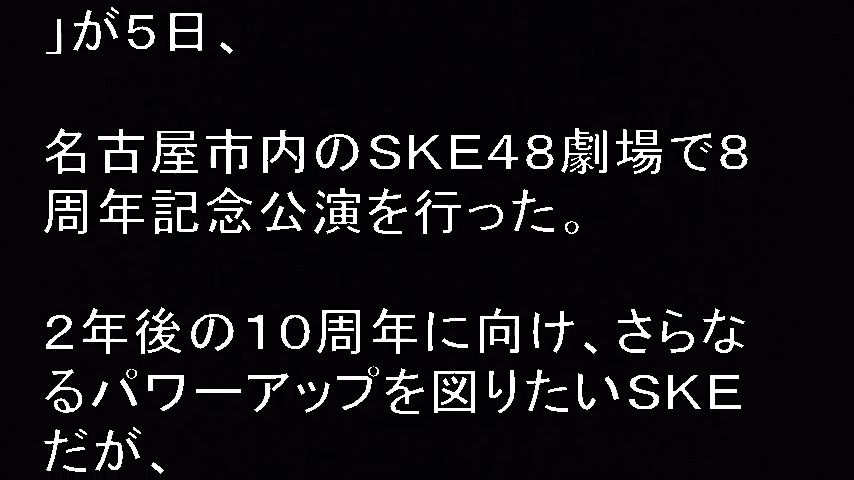 」が５日、
名古屋市内のＳＫＥ４８劇場で８
周年記念公演を行った。
２年後の１０周年に向け、さらな
るパワーアップを図りたいＳＫＥ
だが、